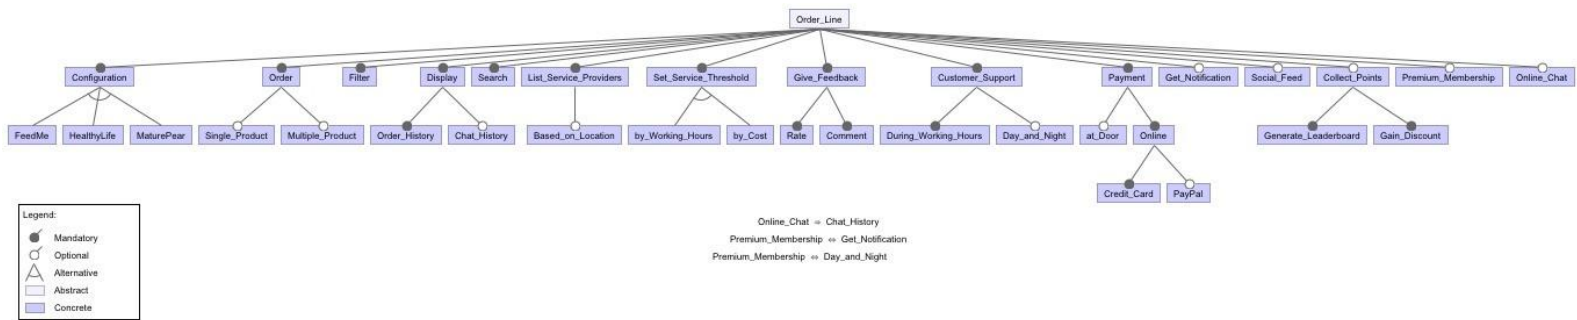 Order_Line
Configuration
Order
Filter
Display
Search
List_Service_Providers
Set_Service_Threshold
Give_Feedback
Customer_Support
Payment
Get_Notification
Social_Feed
Collect_Points
Premium_Membership
Online_Chat
FeedMe
HealthyLife
MaturePear
Single_Product
Multiple_Product
Order_History
Chat_History
Based_on_Location
by_Working_Hours
by_Cost
Rate
Comment
During_Working_Hours
Day_and_Night
at_Door
Online
Generate_Leaderboard
Gain_Discount
Credit_Card
PayPal
Legend:
Mandatory
Optional
Alternative
Abstract
Concrete
Online_Chat ⇒ Chat_History
Premium_Membership ⇔ Get_Notification
Premium_Membership ⇔ Day_and_Night